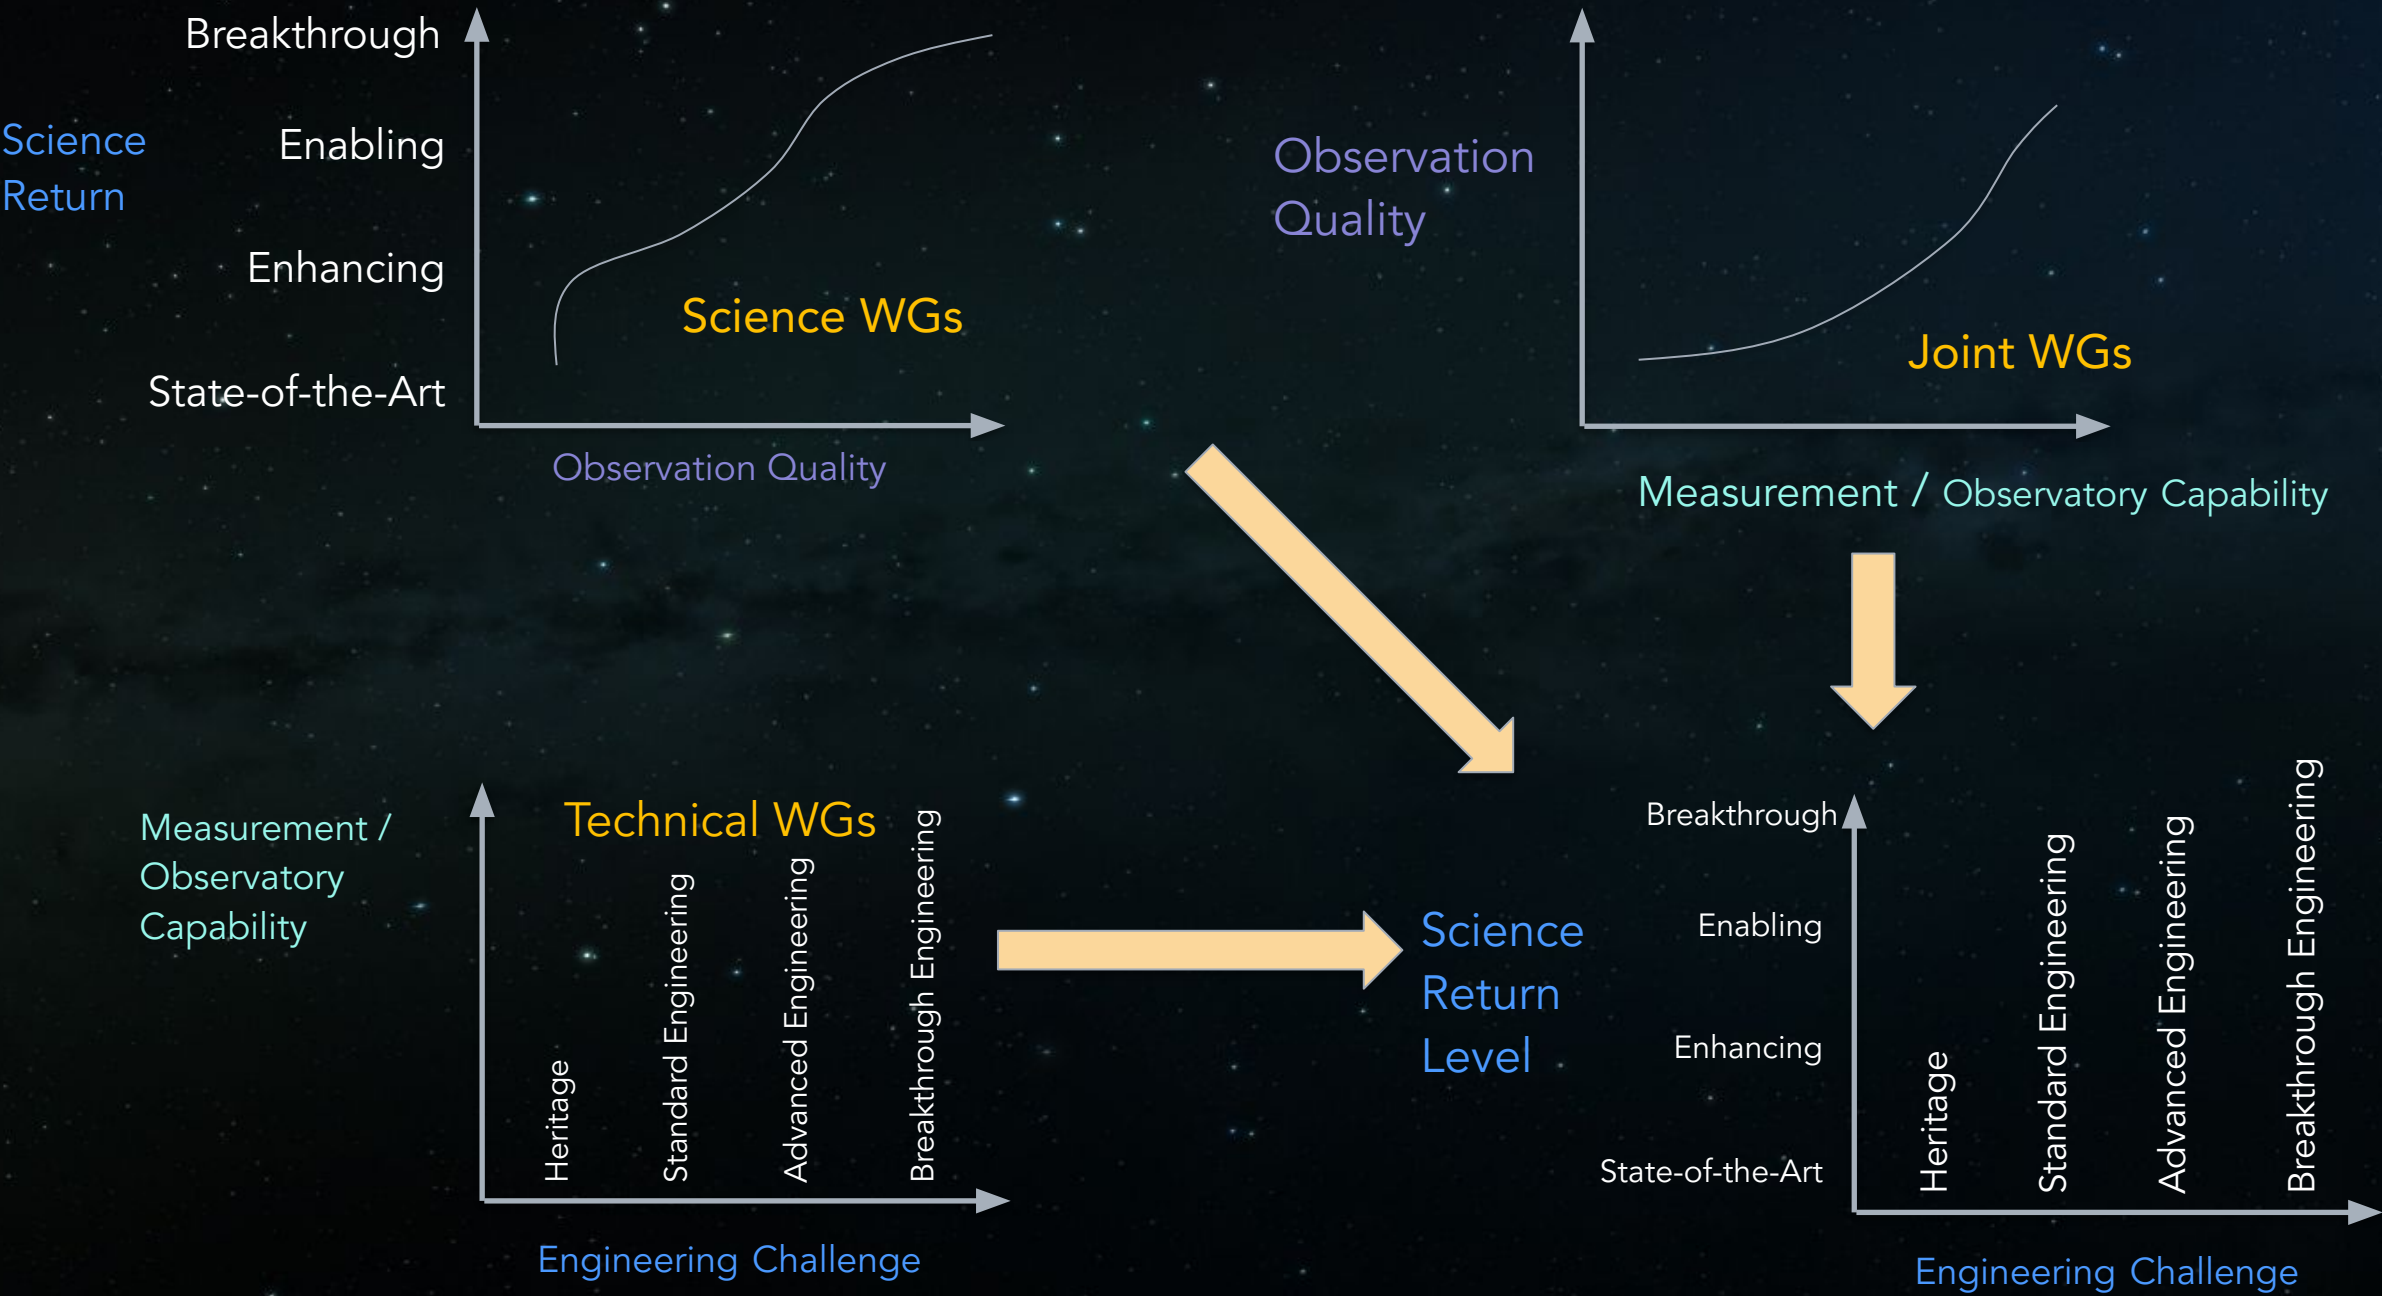 Breakthrough
Science
Return
Enabling
Enhancing
State-of-the-Art
Science WGs
Observation Quality
Observation
Quality
Joint WGs
Measurement / Observatory Capability
Measurement /
Observatory
Capability
Technical WGs
Heritage
Standard Engineering
Advanced Engineering
Breakthrough Engineering
Engineering Challenge
Science
Return
Level
Breakthrough
Enabling
Enhancing
State-of-the-Art
Heritage
Standard Engineering
Advanced Engineering
Breakthrough Engineering
Engineering Challenge